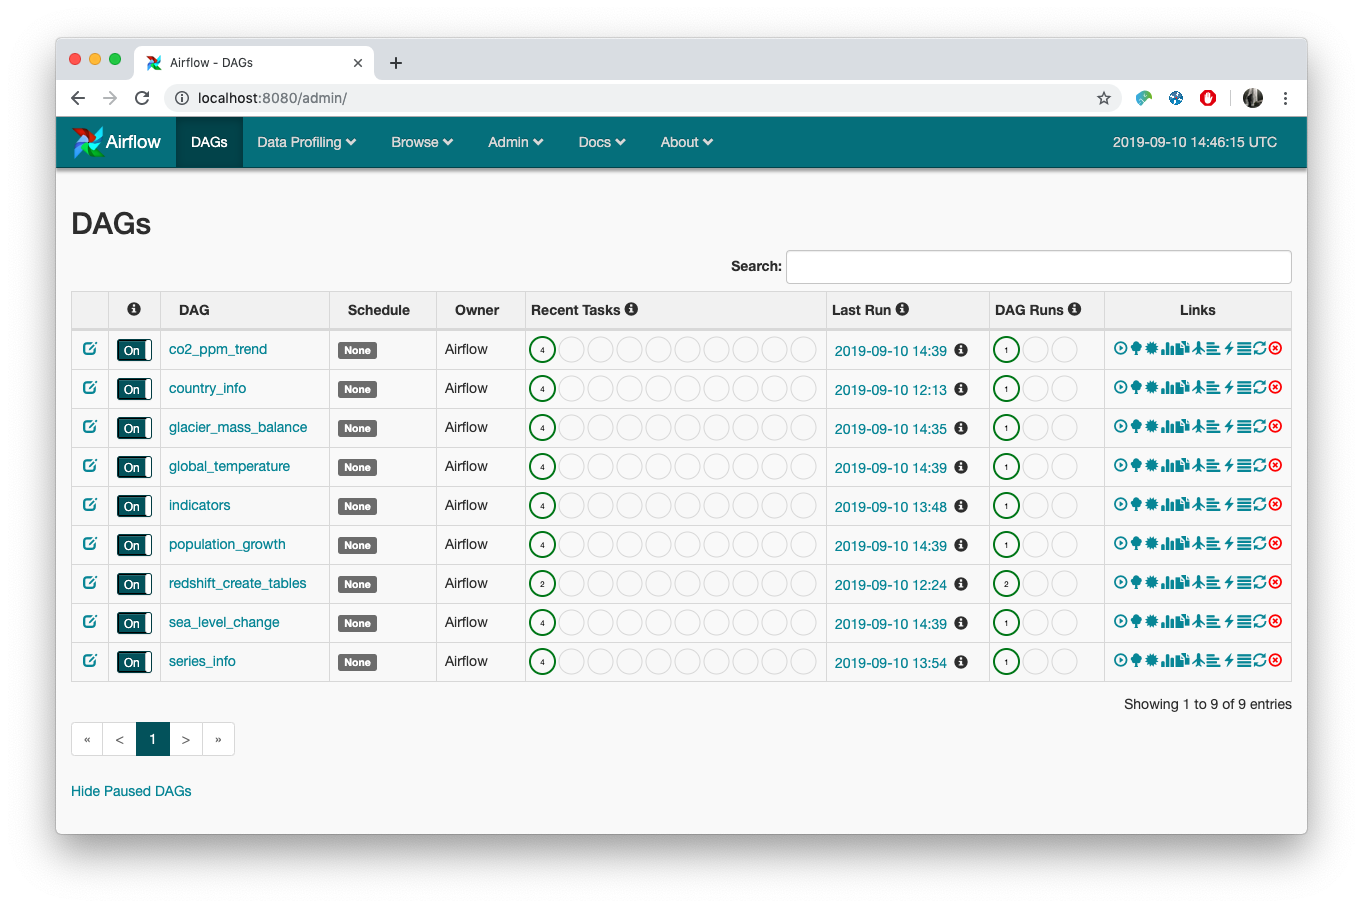 Airflow - DAGs
localhost:8080/admin/
Airflow DAGs Data Profiling Browse Admin Docs About 2019-09-10 14:46:15 UTC
DAGs
Search:
DAG Schedule Owner Recent Tasks Last Run DAG Runs Links
On co2_ppm_trend None Airflow 4 2019-09-10 14:39 1
On country_info None Airflow 4 2019-09-10 12:13 1
On glacier_mass_balance None Airflow 4 2019-09-10 14:35 1
On global_temperature None Airflow 4 2019-09-10 14:39 1
On indicators None Airflow 4 2019-09-10 13:48 1
On population_growth None Airflow 4 2019-09-10 14:39 1
On redshift_create_tables None Airflow 2 2019-09-10 12:24 2
On sea_level_change None Airflow 4 2019-09-10 14:39 1
On series_info None Airflow 4 2019-09-10 13:54 1
Showing 1 to 9 of 9 entries
« < 1 > »
Hide Paused DAGs